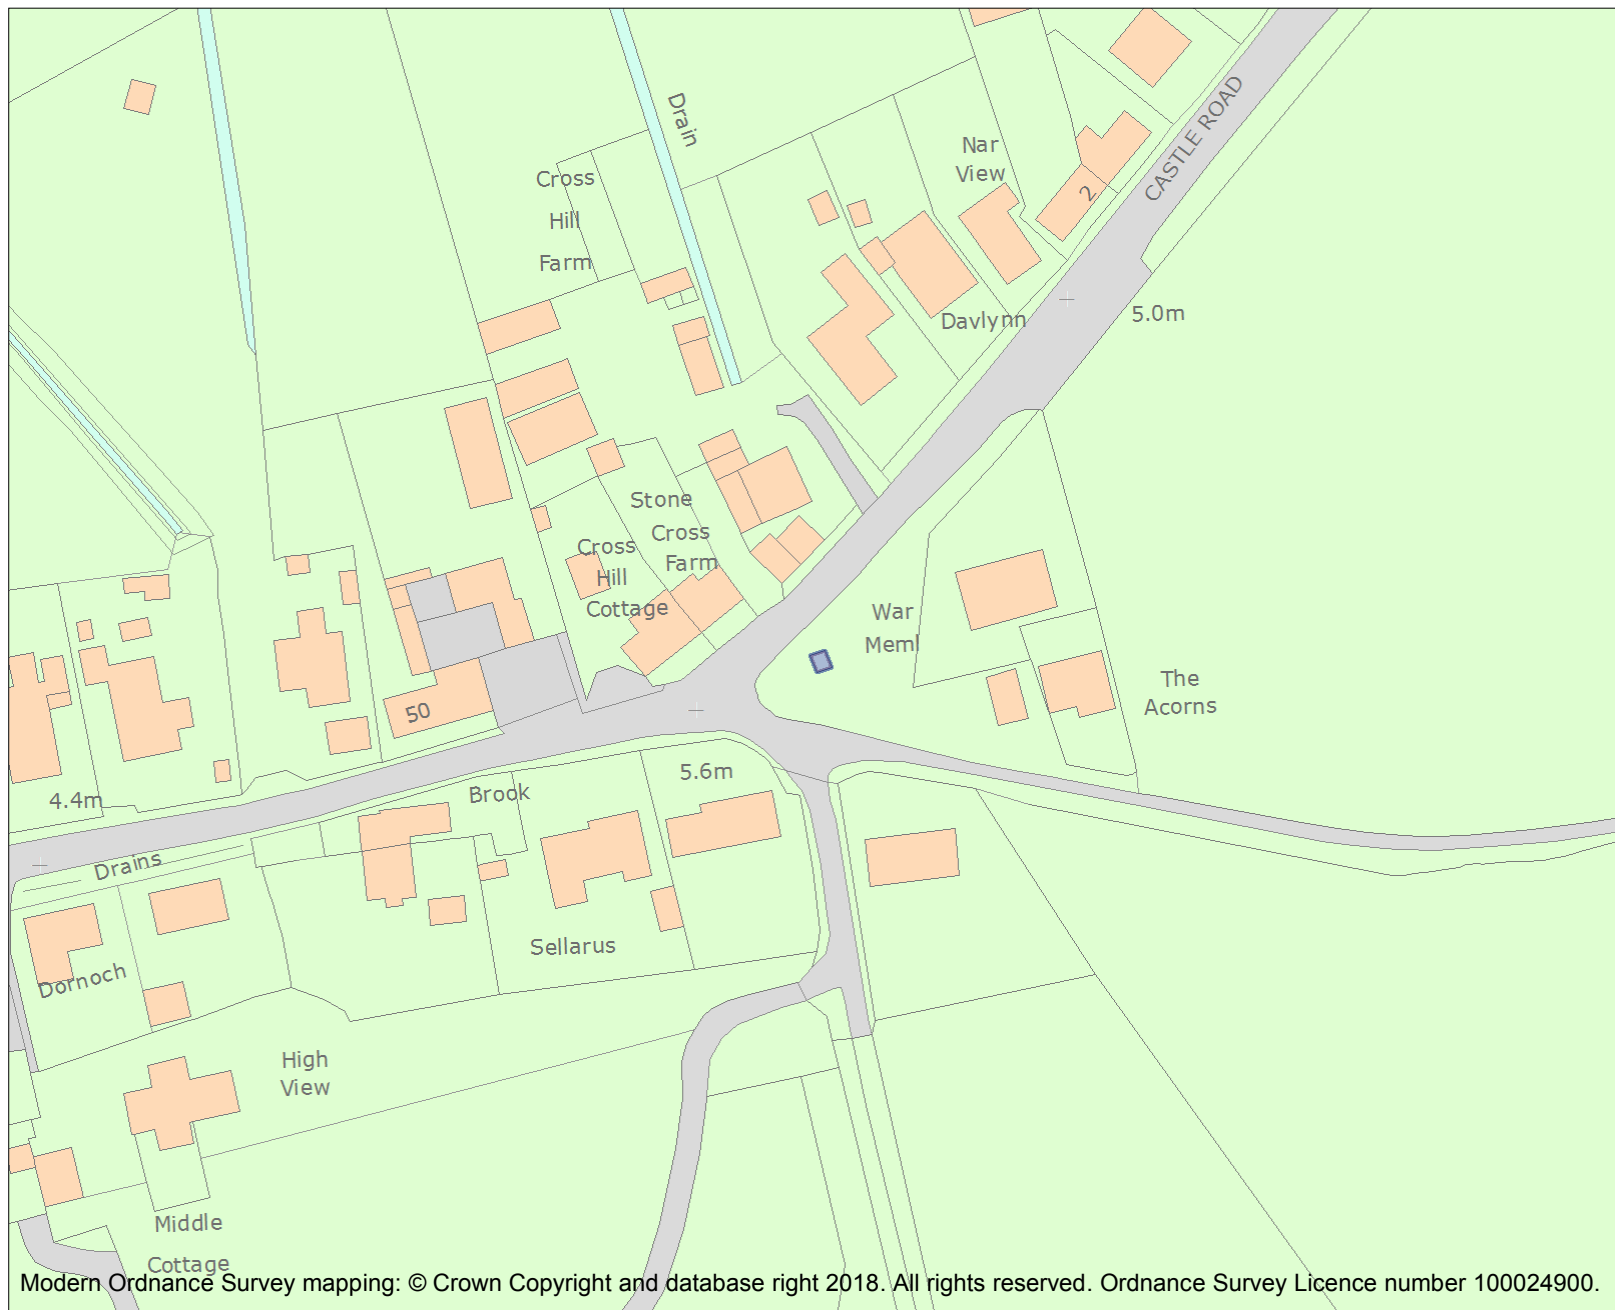 Drain
CASTLE ROAD
Nar
View
Cross
Hill
Farm
2
Davlynn
5.0m
Stone
Cross
Farm
Cross
Hill
Cottage
War
Meml
The
Acorns
50
5.6m
4.4m
Brook
Drains
Sellarus
Dornoch
High
View
Middle
Cottage
Modern Ordnance Survey mapping: © Crown Copyright and database right 2018. All rights reserved. Ordnance Survey Licence number 100024900.